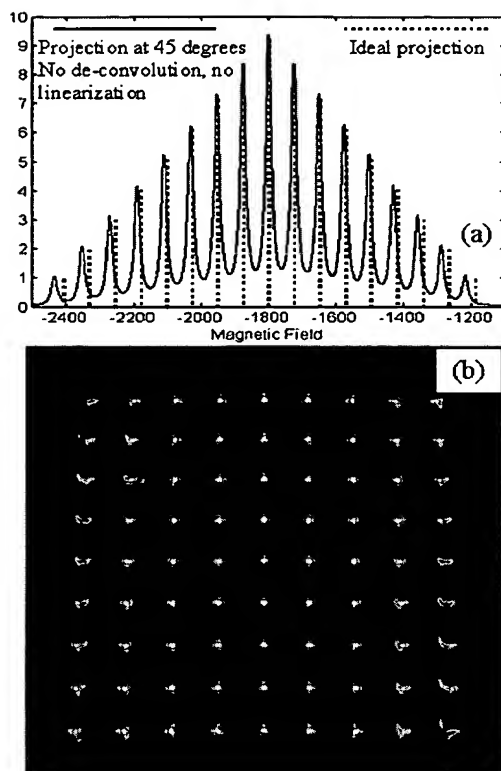 10
9
8
7
6
5
4
3
2
1
0
Projection at 45 degrees
No de-convolution, no
linearization
Ideal projection
(a)
-2400 -2200 -2000 -1800 -1600 -1400 -1200
Magnetic Field
(b)